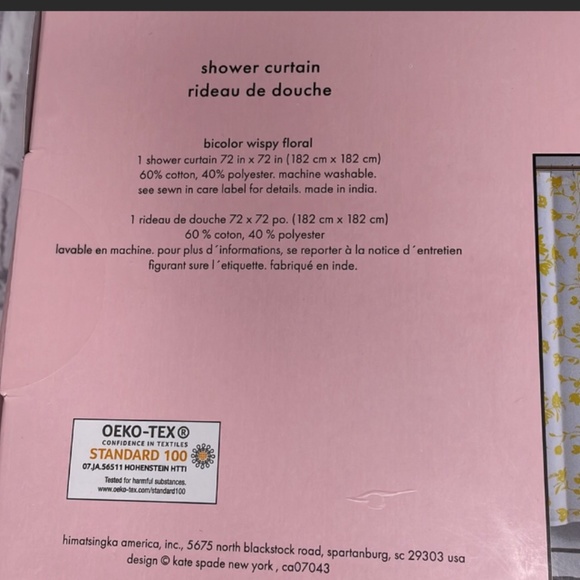 shower curtain
rideau de douche
bicolor wispy floral
1 shower curtain 72 in x 72 in (182 cm x 182 cm)
60% cotton, 40% polyester. machine washable.
see sewn in care label for details. made in india.
1 rideau de douche 72 x 72 po. (182 cm x 182 cm)
60 % coton, 40 % polyester
lavable en machine. pour plus d´informations, se reporter à la notice d´entretien
figurant sure l´etiquette. fabriqué en inde.
OEKO-TEX®
CONFIDENCE IN TEXTILES
STANDARD 100
07.JA.56511 HOHENSTEIN HTTI
Tested for harmful substances.
www.oeko-tex.com/standard100
himatsingka america, inc., 5675 north blackstock road, spartanburg, sc 29303 usa
design © kate spade new york , ca07043